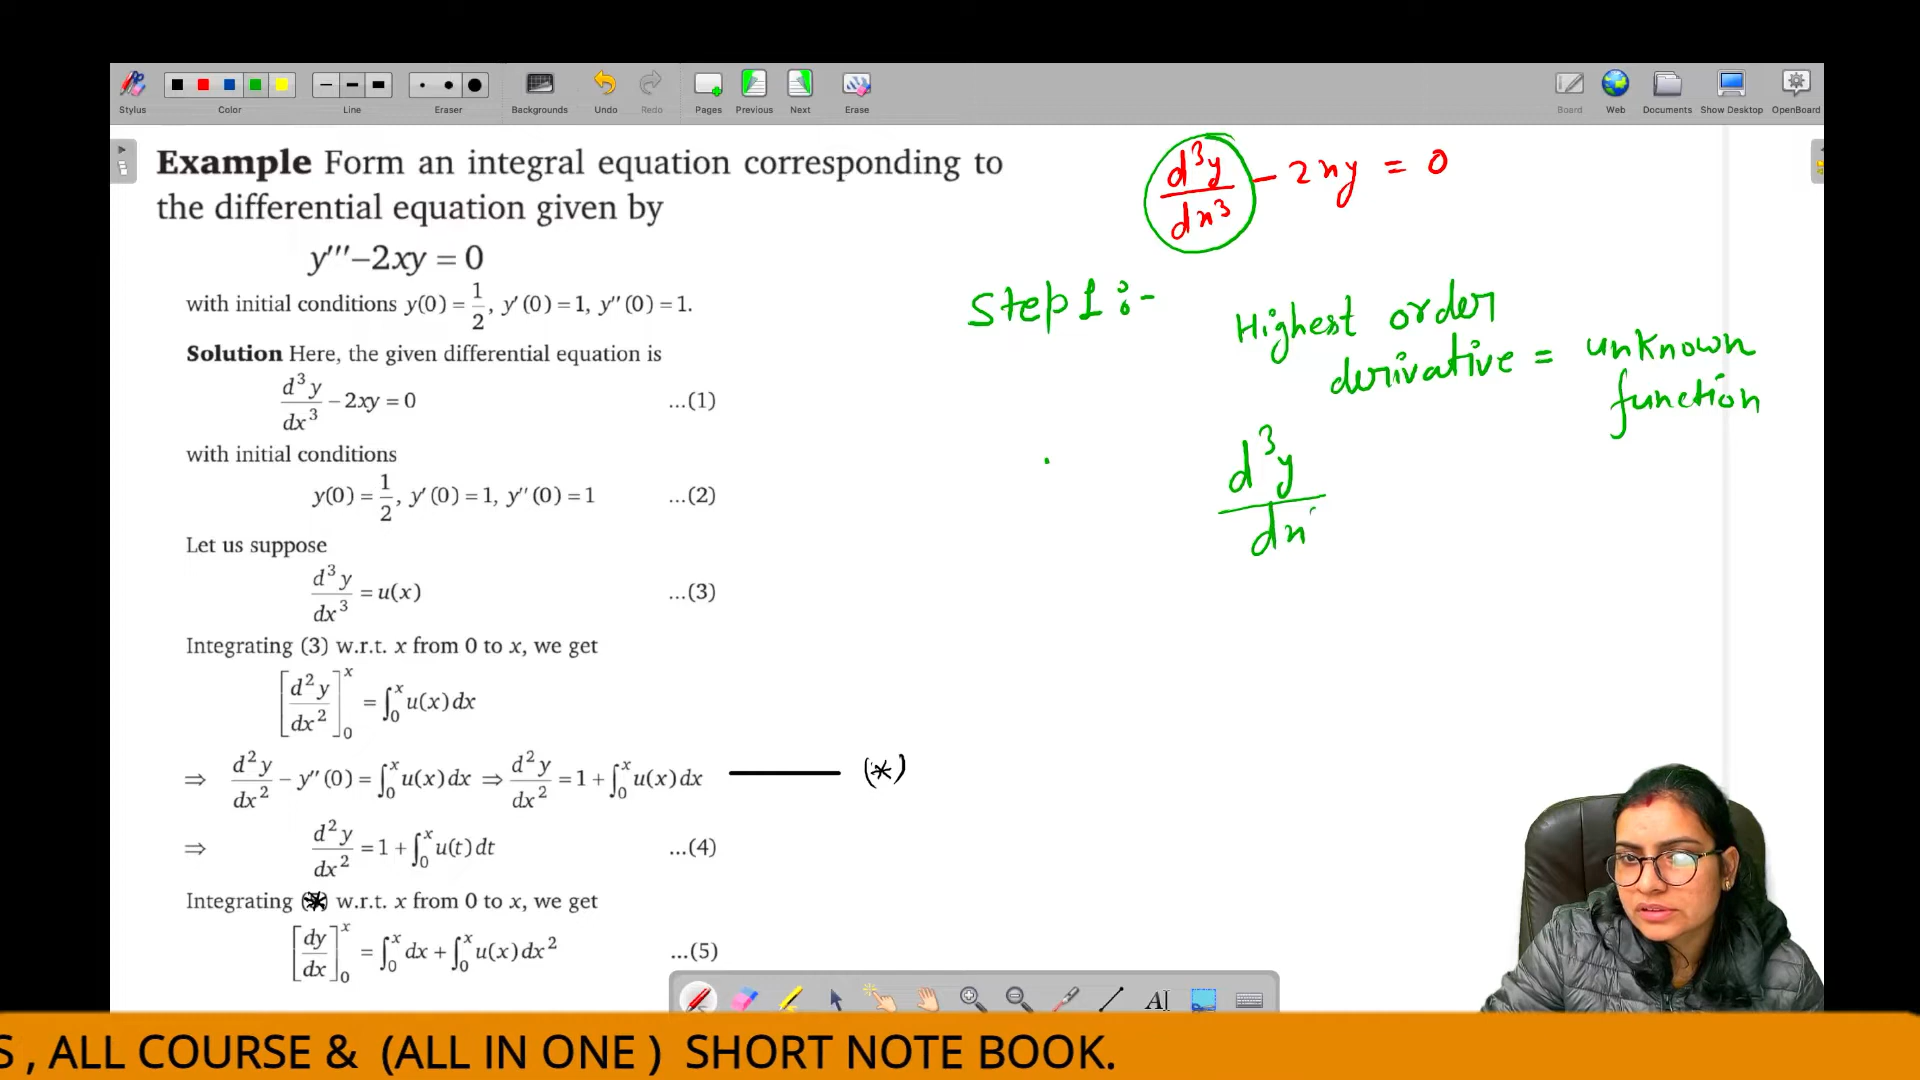 Stylus Color Line Eraser Backgrounds Undo Redo Pages Previous Next Erase Board Web Documents Show Desktop OpenBoard
Example Form an integral equation corresponding to
the differential equation given by
y′′′−2xy = 0
with initial conditions y(0) = 1/2, y′(0) = 1, y′′(0) = 1.
Solution Here, the given differential equation is
d³y/dx³ − 2xy = 0 ...(1)
with initial conditions
y(0) = 1/2, y′(0) = 1, y′′(0) = 1 ...(2)
Let us suppose
d³y/dx³ = u(x) ...(3)
Integrating (3) w.r.t. x from 0 to x, we get
[d²y/dx²]₀ˣ = ∫₀ˣ u(x) dx
⇒ d²y/dx² − y′′(0) = ∫₀ˣ u(x) dx ⇒ d²y/dx² = 1 + ∫₀ˣ u(x) dx (*)
⇒ d²y/dx² = 1 + ∫₀ˣ u(t) dt ...(4)
Integrating (*) w.r.t. x from 0 to x, we get
[dy/dx]₀ˣ = ∫₀ˣ dx + ∫₀ˣ u(x) dx² ...(5)
d³y/dx³ − 2xy = 0
Step 1 :-
Highest order
derivative = unknown
function
d³y/dx
S , ALL COURSE & (ALL IN ONE ) SHORT NOTE BOOK.